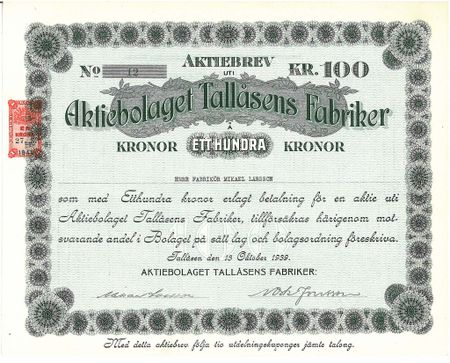 AKTIEBREV
No 12
UTI
KR. 100
Aktiebolaget Tallåsens Fabriker
Å
KRONOR ETT HUNDRA KRONOR
HERR FABRIKÖR MIKAEL LARSSON
som med Etthundra kronor erlagt betalning för en aktie uti
Aktiebolaget Tallåsens Fabriker, tillförsäkras härigenom mot-
svarande andel i Bolaget på sätt lag och bolagsordning föreskriva.
Tallåsen den 13 Oktober 1939.
AKTIEBOLAGET TALLÅSENS FABRIKER:
Med detta aktiebrev följa tio utdelningskuponger jämte talong.